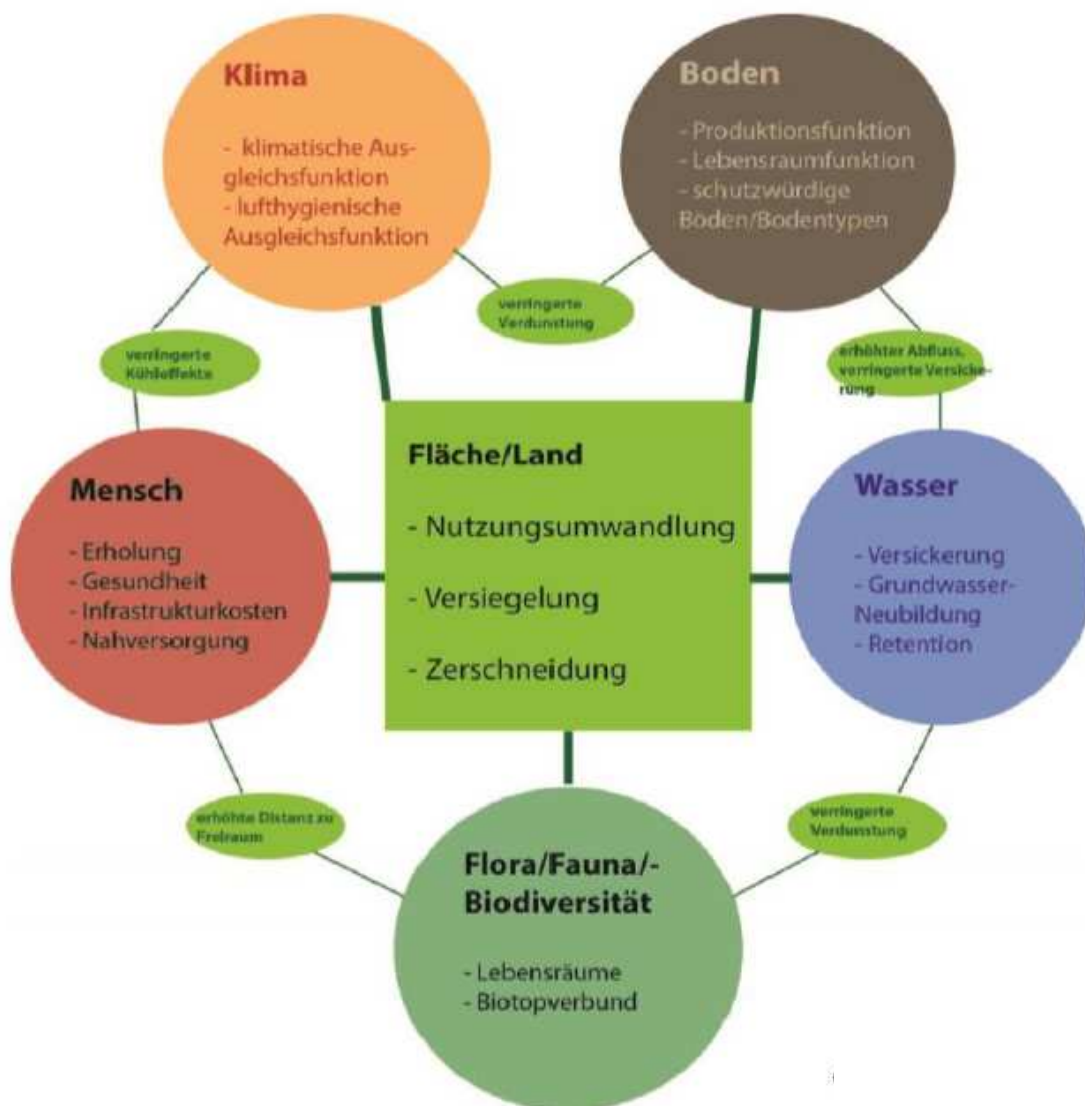 Klima
- klimatische Aus-
gleichsfunktion
- lufthygienische
Ausgleichsfunktion
Boden
- Produktionsfunktion
- Lebensraumfunktion
- schutzwürdige
Böden/Bodentypen
verringerte
Verdunstung
verringerte
Kühleffekte
erhöhter Abfluss,
verringerte Versicke-
rung
Fläche/Land
- Nutzungsumwandlung
- Versiegelung
- Zerschneidung
Mensch
- Erholung
- Gesundheit
- Infrastrukturkosten
- Nahversorgung
Wasser
- Versickerung
- Grundwasser-
Neubildung
- Retention
erhöhte Distanz zu
Freiraum
verringerte
Verdunstung
Flora/Fauna/-
Biodiversität
- Lebensräume
- Biotopverbund